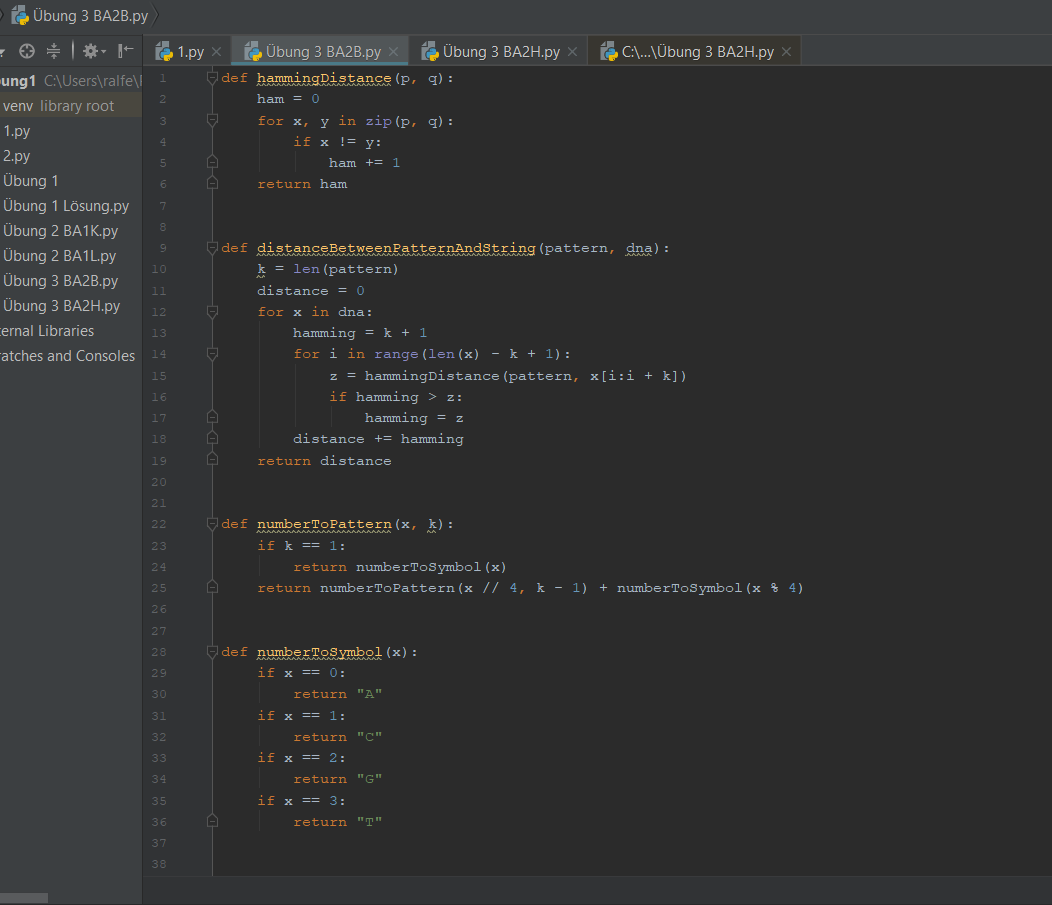 Übung 3 BA2B.py
1.py
Übung 3 BA2B.py
Übung 3 BA2H.py
C:\...\Übung 3 BA2H.py
ung1 C:\Users\ralfe\
venv library root
1.py
2.py
Übung 1
Übung 1 Lösung.py
Übung 2 BA1K.py
Übung 2 BA1L.py
Übung 3 BA2B.py
Übung 3 BA2H.py
ernal Libraries
ratches and Consoles
1 def hammingDistance(p, q):
2     ham = 0
3     for x, y in zip(p, q):
4         if x != y:
5             ham += 1
6     return ham
7
8
9 def distanceBetweenPatternAndString(pattern, dna):
10     k = len(pattern)
11     distance = 0
12     for x in dna:
13         hamming = k + 1
14         for i in range(len(x) - k + 1):
15             z = hammingDistance(pattern, x[i:i + k])
16             if hamming > z:
17                 hamming = z
18         distance += hamming
19     return distance
20
21
22 def numberToPattern(x, k):
23     if k == 1:
24         return numberToSymbol(x)
25     return numberToPattern(x // 4, k - 1) + numberToSymbol(x % 4)
26
27
28 def numberToSymbol(x):
29     if x == 0:
30         return "A"
31     if x == 1:
32         return "C"
33     if x == 2:
34         return "G"
35     if x == 3:
36         return "T"
37
38